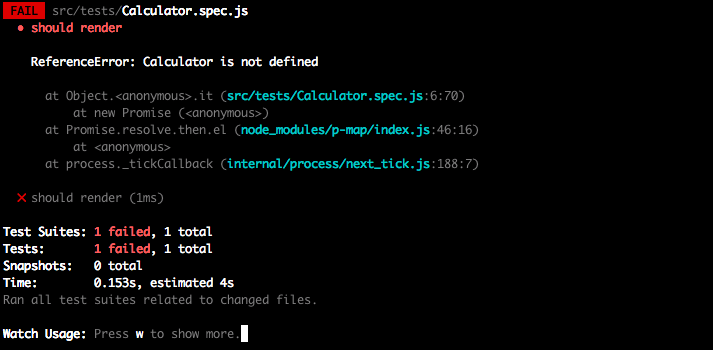 FAIL src/tests/Calculator.spec.js
● should render
ReferenceError: Calculator is not defined
at Object.<anonymous>.it (src/tests/Calculator.spec.js:6:70)
at new Promise (<anonymous>)
at Promise.resolve.then.el (node_modules/p-map/index.js:46:16)
at <anonymous>
at process._tickCallback (internal/process/next_tick.js:188:7)
✕ should render (1ms)
Test Suites: 1 failed, 1 total
Tests: 1 failed, 1 total
Snapshots: 0 total
Time: 0.153s, estimated 4s
Ran all test suites related to changed files.
Watch Usage: Press w to show more.